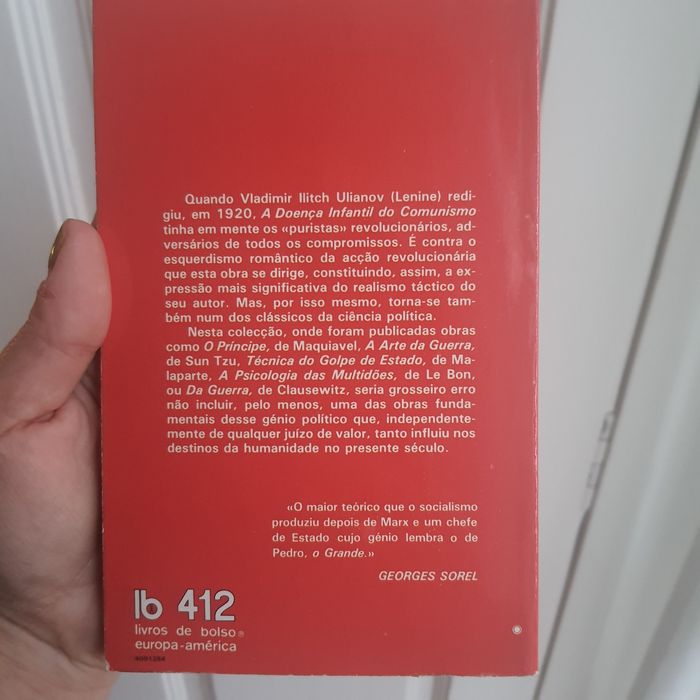 Quando Vladimir Ilitch Ulianov (Lenine) redi-
giu, em 1920, A Doença Infantil do Comunismo
tinha em mente os «puristas» revolucionários, ad-
versários de todos os compromissos. É contra o
esquerdismo romântico da acção revolucionária
que esta obra se dirige, constituindo, assim, a ex-
pressão mais significativa do realismo táctico do
seu autor. Mas, por isso mesmo, torna-se tam-
bém num dos clássicos da ciência política.
Nesta colecção, onde foram publicadas obras
como O Príncipe, de Maquiavel, A Arte da Guerra,
de Sun Tzu, Técnica do Golpe de Estado, de Ma-
laparte, A Psicologia das Multidões, de Le Bon,
ou Da Guerra, de Clausewitz, seria grosseiro erro
não incluir, pelo menos, uma das obras funda-
mentais desse génio político que, independente-
mente de qualquer juízo de valor, tanto influiu nos
destinos da humanidade no presente século.
«O maior teórico que o socialismo
produziu depois de Marx e um chefe
de Estado cujo génio lembra o de
Pedro, o Grande.»
GEORGES SOREL
lb 412
livros de bolso®
europa-américa